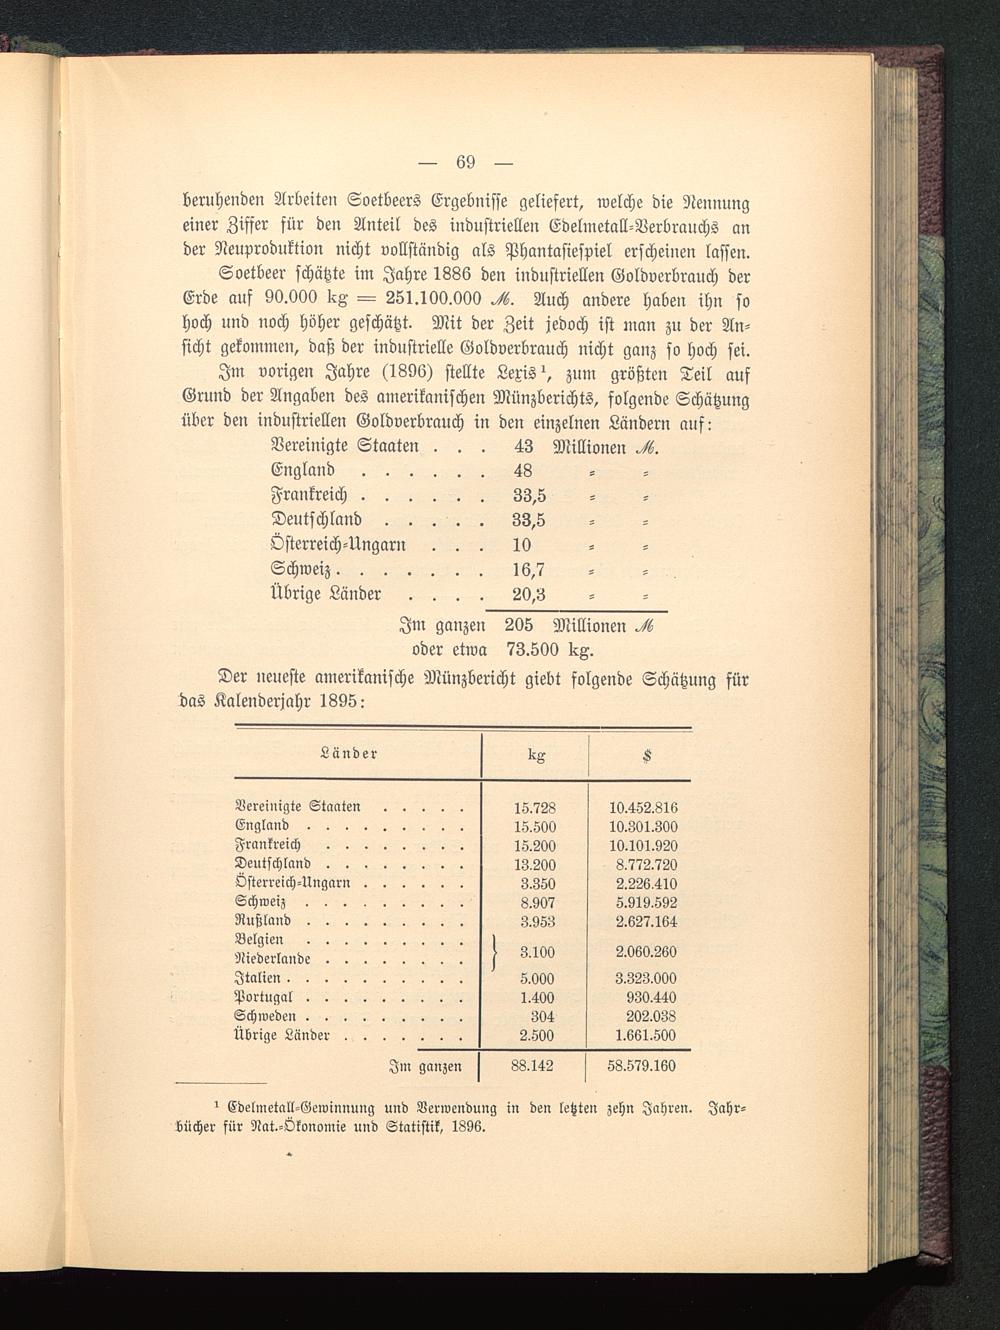 — 69 —
beruhenden Arbeiten Soetbeers Ergebnisse geliefert, welche die Nennung
einer Ziffer für den Anteil des industriellen Edelmetall-Verbrauchs an
der Neuproduktion nicht vollständig als Phantasiespiel erscheinen lassen.
Soetbeer schätzte im Jahre 1886 den industriellen Goldverbrauch der
Erde auf 90.000 kg = 251.100.000 ℳ. Auch andere haben ihn so
hoch und noch höher geschätzt. Mit der Zeit jedoch ist man zu der An-
sicht gekommen, daß der industrielle Goldverbrauch nicht ganz so hoch sei.
Im vorigen Jahre (1896) stellte Lexis¹, zum größten Teil auf
Grund der Angaben des amerikanischen Münzberichts, folgende Schätzung
über den industriellen Goldverbrauch in den einzelnen Ländern auf:
Vereinigte Staaten . . . 43 Millionen ℳ.
England . . . . . . 48 " "
Frankreich . . . . . . 33,5 " "
Deutschland . . . . . 33,5 " "
Österreich-Ungarn . . . 10 " "
Schweiz . . . . . . . 16,7 " "
Übrige Länder . . . . 20,3 " "
Im ganzen 205 Millionen ℳ
oder etwa 73.500 kg.
Der neueste amerikanische Münzbericht giebt folgende Schätzung für
das Kalenderjahr 1895:
Länder kg $
Vereinigte Staaten . . . . . 15.728 10.452.816
England . . . . . . . . . 15.500 10.301.300
Frankreich . . . . . . . . 15.200 10.101.920
Deutschland . . . . . . . . 13.200 8.772.720
Österreich-Ungarn . . . . . . 3.350 2.226.410
Schweiz . . . . . . . . . 8.907 5.919.592
Rußland . . . . . . . . . 3.953 2.627.164
Belgien . . . . . . . . .
} 3.100 2.060.260
Niederlande . . . . . . . .
Italien . . . . . . . . . . 5.000 3.323.000
Portugal . . . . . . . . . 1.400 930.440
Schweden . . . . . . . . . 304 202.038
Übrige Länder . . . . . . . 2.500 1.661.500
Im ganzen 88.142 58.579.160
¹ Edelmetall-Gewinnung und Verwendung in den letzten zehn Jahren. Jahr-
bücher für Nat.-Ökonomie und Statistik, 1896.